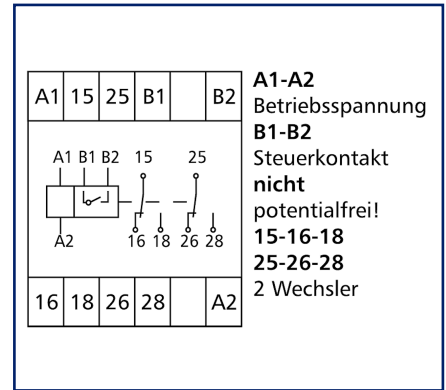 A1 15 25 B1 B2
A1 B1 B2 15 25
A2 16 18 26 28
16 18 26 28 A2
A1-A2
Betriebsspannung
B1-B2
Steuerkontakt
nicht
potentialfrei!
15-16-18
25-26-28
2 Wechsler